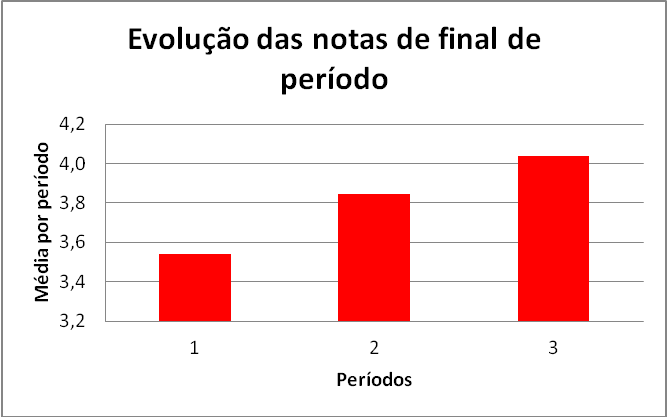 Evolução das notas de final de
período
Média por período
4,2
4,0
3,8
3,6
3,4
3,2
1 2 3
Períodos